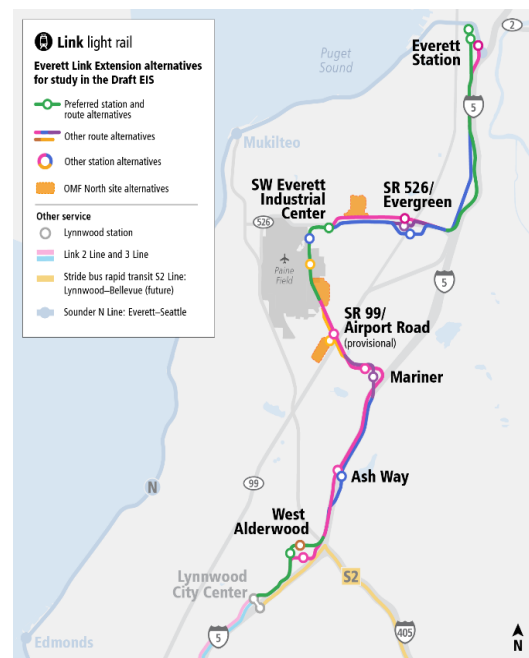 Link light rail
Everett Link Extension alternatives
for study in the Draft EIS
Preferred station and
route alternatives
Other route alternatives
Other station alternatives
OMF North site alternatives
Other service
Lynnwood station
Link 2 Line and 3 Line
Stride bus rapid transit S2 Line:
Lynnwood–Bellevue (future)
Sounder N Line: Everett–Seattle
2
Everett
Station
Puget
Sound
5
Mukilteo
SW Everett
Industrial
Center
SR 526/
Evergreen
526
Paine
Field
5
SR 99/
Airport Road
(provisional)
Mariner
Ash Way
N
99
West
Alderwood
Lynnwood
City Center
S2
Edmonds
5
405
N